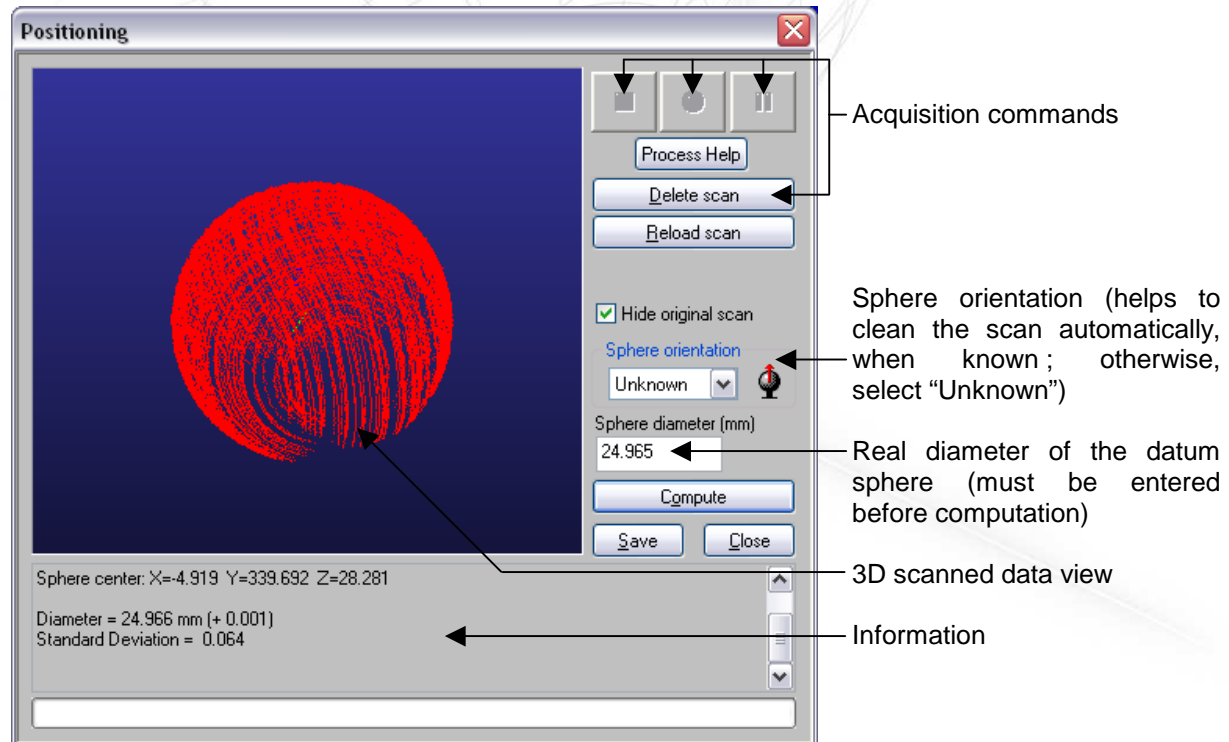 Positioning
Acquisition commands
Process Help
Delete scan
Reload scan
Hide original scan
Sphere orientation
Unknown
Sphere orientation (helps to
clean the scan automatically,
when known ; otherwise,
select “Unknown”)
Sphere diameter (mm)
24.965
Real diameter of the datum
sphere (must be entered
before computation)
Compute
Save
Close
3D scanned data view
Sphere center: X=-4.919 Y=339.692 Z=28.281
Diameter = 24.966 mm (+ 0.001)
Standard Deviation = 0.064
Information